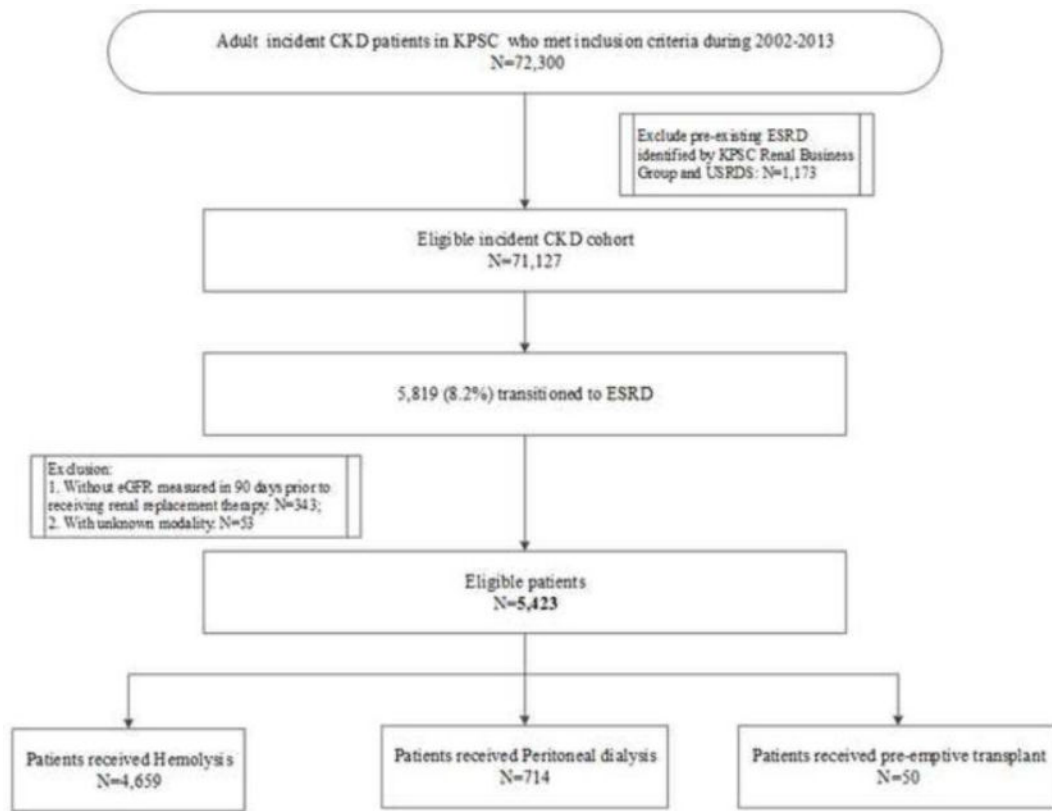 Adult incident CKD patients in KPSC who met inclusion criteria during 2002-2013
N=72,300
Exclude pre-existing ESRD
identified by KPSC Renal Business
Group and USRDS: N=1,173
Eligible incident CKD cohort
N=71,127
5,819 (8.2%) transitioned to ESRD
Exclusion:
1. Without eGFR measured in 90 days prior to
receiving renal replacement therapy. N=343;
2. With unknown modality. N=53
Eligible patients
N=5,423
Patients received Hemolysis
N=4,659
Patients received Peritoneal dialysis
N=714
Patients received pre-emptive transplant
N=50